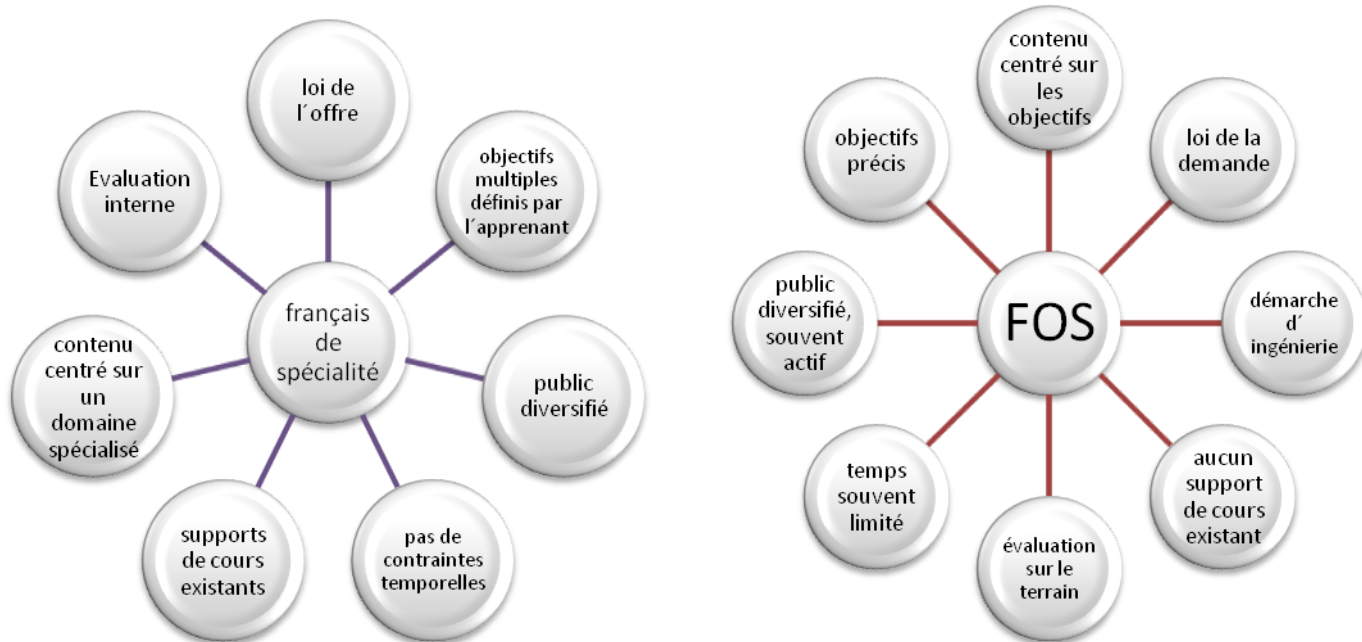 loi de
l´offre
objectifs
multiples
définis par
l´apprenant
public
diversifié
pas de
contraintes
temporelles
supports
de cours
existants
contenu
centré sur
un
domaine
spécialisé
Evaluation
interne
français
de
spécialité
contenu
centré sur
les
objectifs
loi de la
demande
démarche
d´
ingénierie
aucun
support
de cours
existant
évaluation
sur le
terrain
temps
souvent
limité
public
diversifié,
souvent
actif
objectifs
précis
FOS